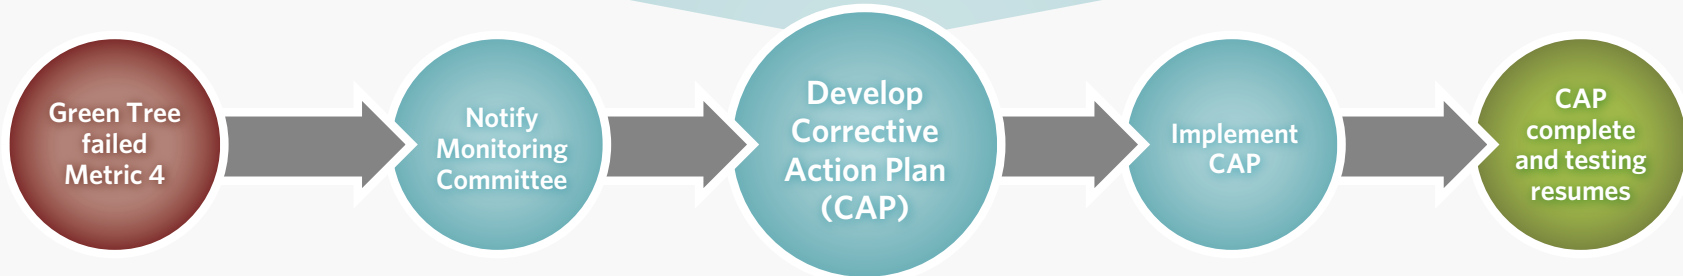 Green Tree
failed
Metric 4
Notify
Monitoring
Committee
Develop
Corrective
Action Plan
(CAP)
Implement
CAP
CAP
complete
and testing
resumes